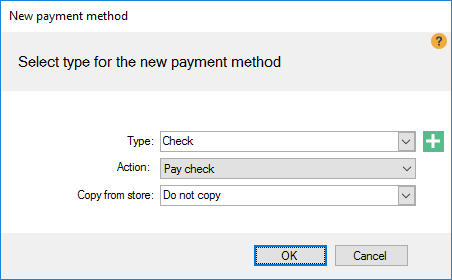 New payment method
?
Select type for the new payment method
Type: Check
Action: Pay check
Copy from store: Do not copy
OK Cancel